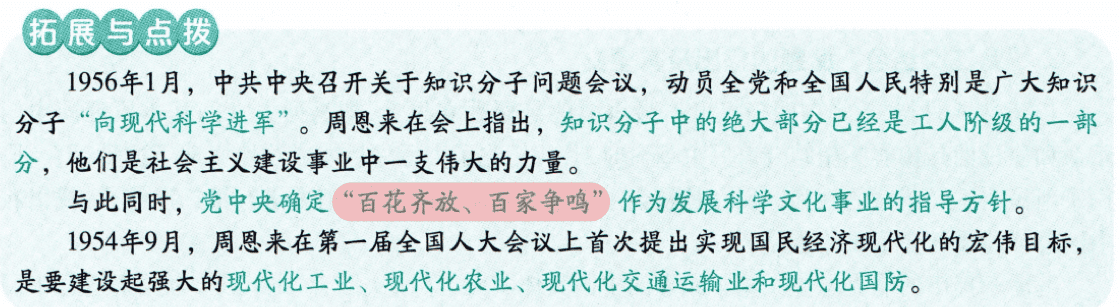 拓展与点拨
1956年1月，中共中央召开关于知识分子问题会议，动员全党和全国人民特别是广大知识
分子“向现代科学进军”。周恩来在会上指出，知识分子中的绝大部分已经是工人阶级的一部
分，他们是社会主义建设事业中一支伟大的力量。
与此同时，党中央确定“百花齐放、百家争鸣”作为发展科学文化事业的指导方针。
1954年9月，周恩来在第一届全国人大会议上首次提出实现国民经济现代化的宏伟目标，
是要建设起强大的现代化工业、现代化农业、现代化交通运输业和现代化国防。